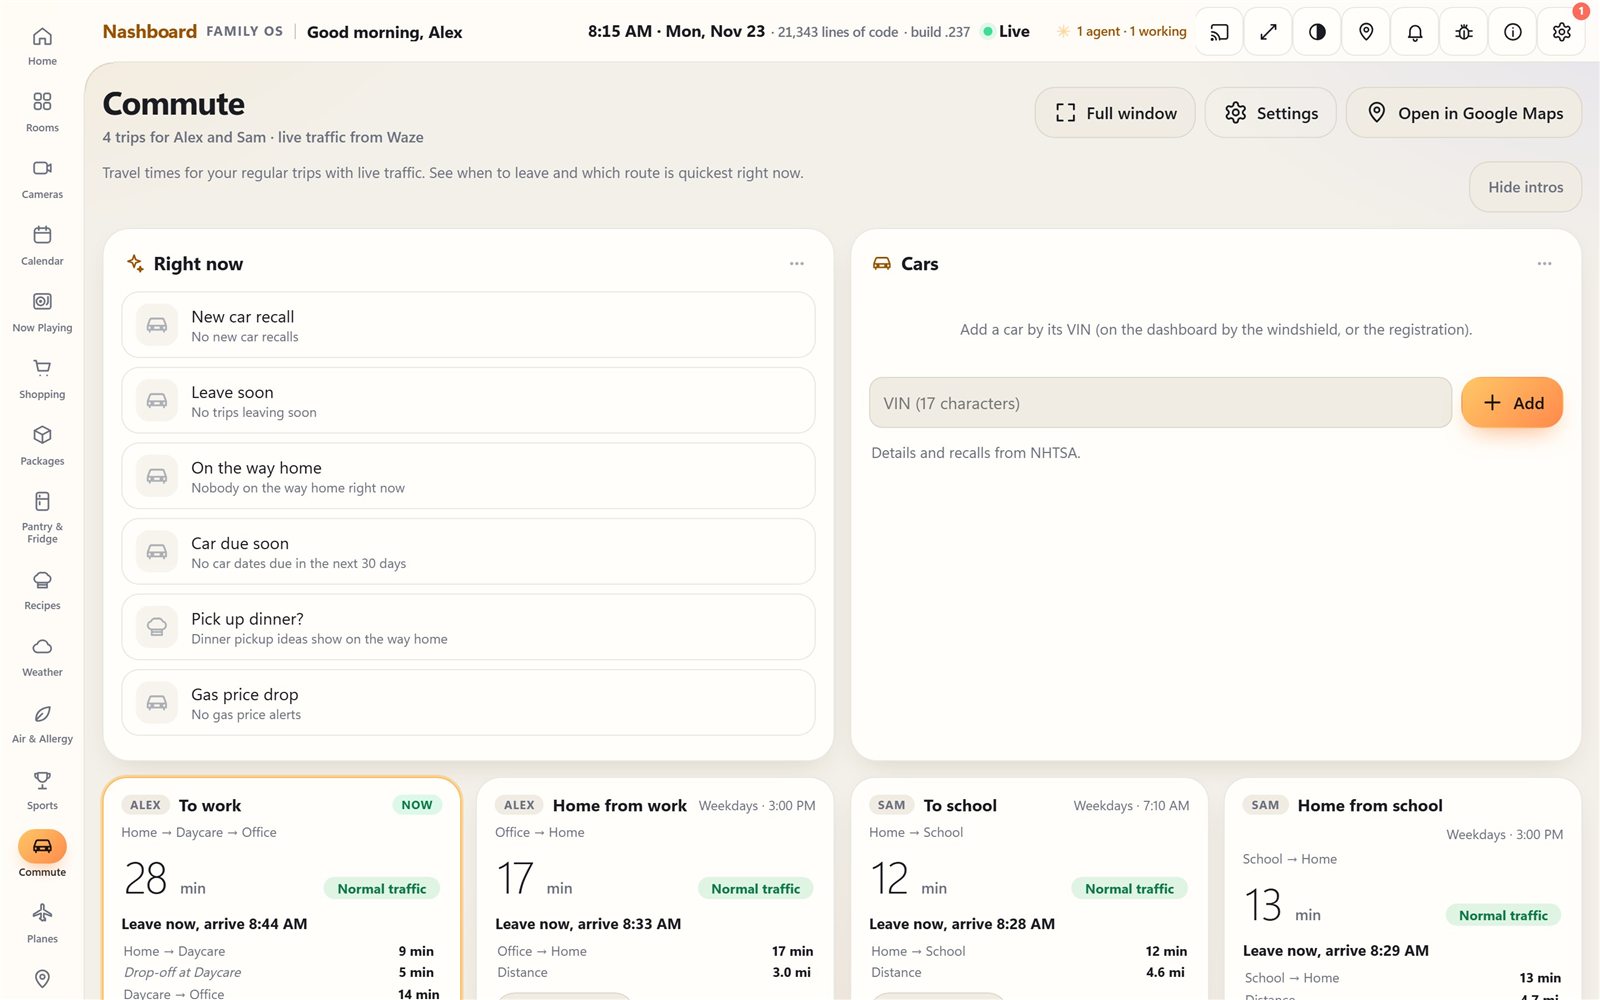 Nashboard FAMILY OS Good morning, Alex
8:15 AM · Mon, Nov 23 · 21,343 lines of code · build .237 Live
1 agent · 1 working
1
Home
Rooms
Cameras
Calendar
Now Playing
Shopping
Packages
Pantry &
Fridge
Recipes
Weather
Air & Allergy
Sports
Commute
Planes
Commute
4 trips for Alex and Sam · live traffic from Waze
Travel times for your regular trips with live traffic. See when to leave and which route is quickest right now.
Full window
Settings
Open in Google Maps
Hide intros
Right now
New car recall
No new car recalls
Leave soon
No trips leaving soon
On the way home
Nobody on the way home right now
Car due soon
No car dates due in the next 30 days
Pick up dinner?
Dinner pickup ideas show on the way home
Gas price drop
No gas price alerts
Cars
Add a car by its VIN (on the dashboard by the windshield, or the registration).
VIN (17 characters)
+ Add
Details and recalls from NHTSA.
ALEX To work NOW
Home → Daycare → Office
28 min Normal traffic
Leave now, arrive 8:44 AM
Home → Daycare 9 min
Drop-off at Daycare 5 min
Daycare → Office 14 min
ALEX Home from work Weekdays · 3:00 PM
Office → Home
17 min Normal traffic
Leave now, arrive 8:33 AM
Office → Home 17 min
Distance 3.0 mi
SAM To school Weekdays · 7:10 AM
Home → School
12 min Normal traffic
Leave now, arrive 8:28 AM
Home → School 12 min
Distance 4.6 mi
SAM Home from school
Weekdays · 3:00 PM
School → Home
13 min Normal traffic
Leave now, arrive 8:29 AM
School → Home 13 min
Distance 4.7 mi